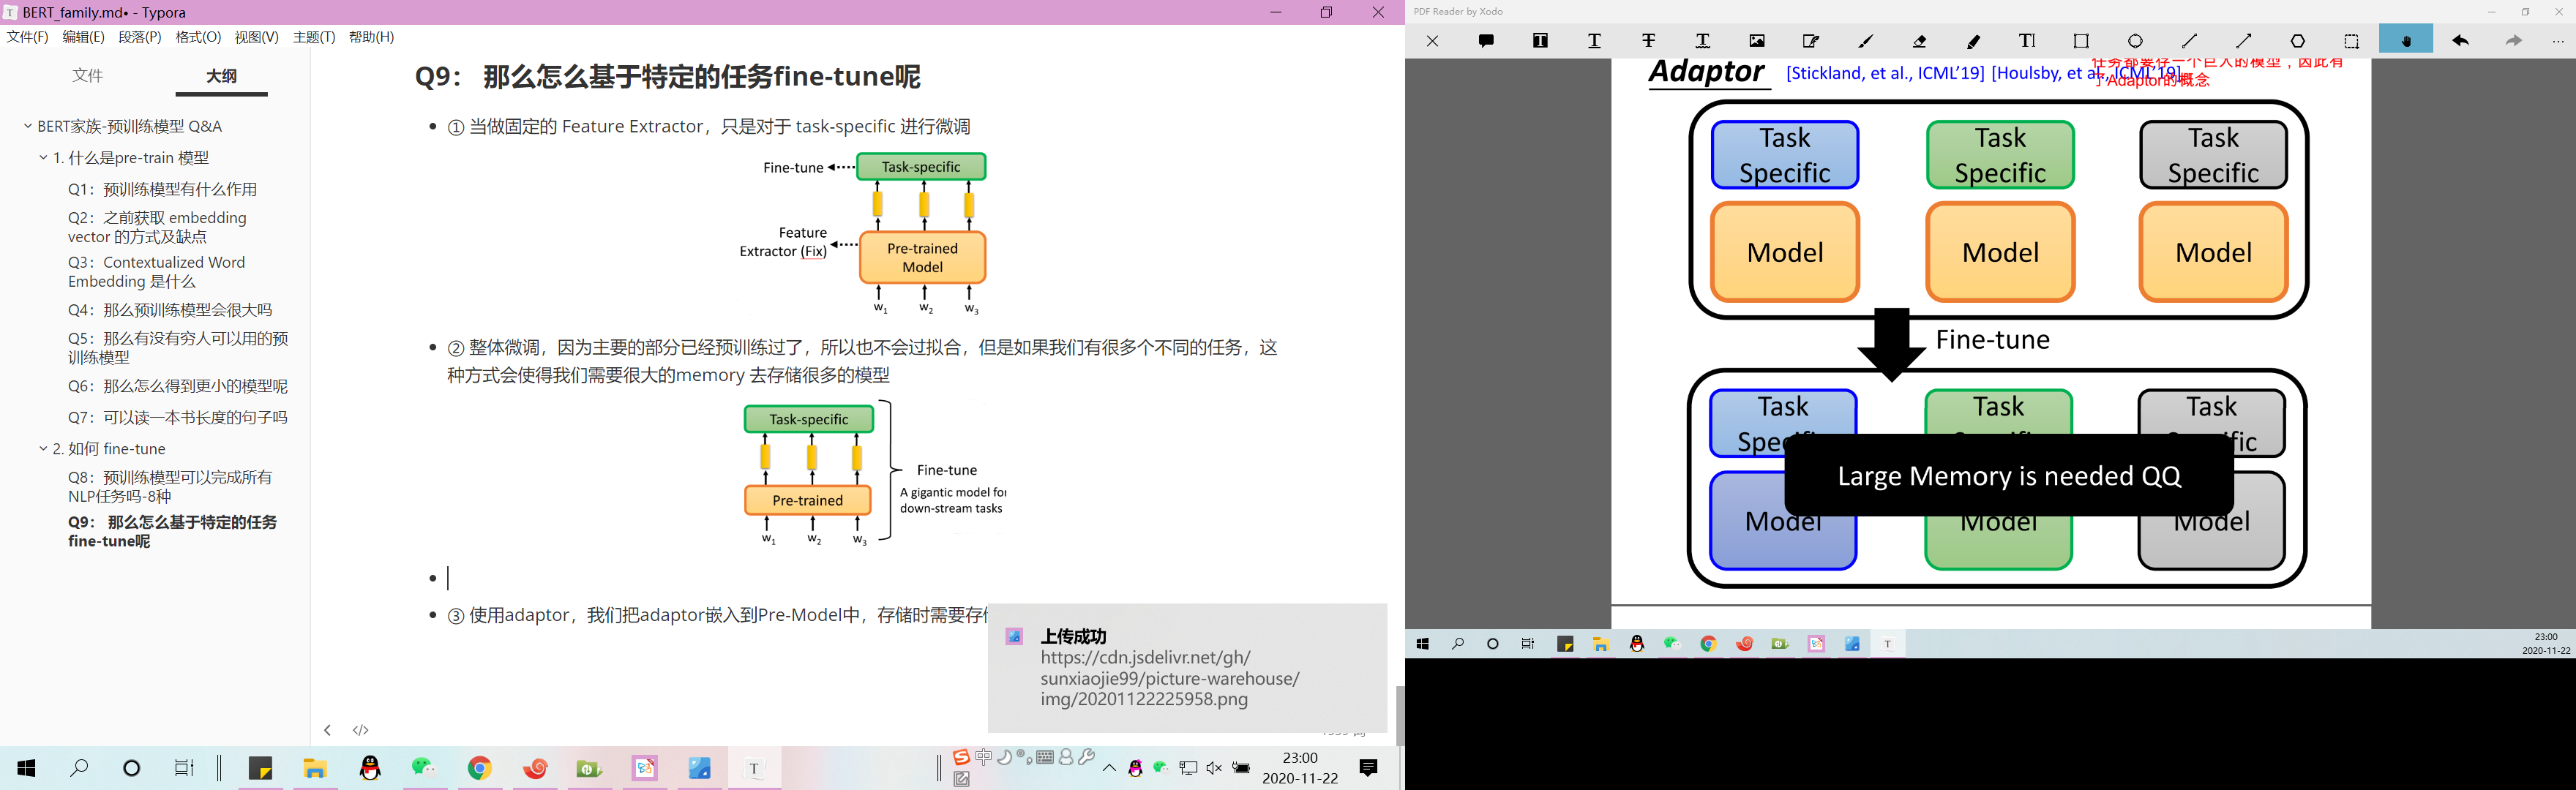 BERT_family.md• - Typora
文件(F) 编辑(E) 段落(P) 格式(O) 视图(V) 主题(T) 帮助(H)
文件 大纲
BERT家族-预训练模型 Q&A
1. 什么是pre-train 模型
Q1：预训练模型有什么作用
Q2：之前获取 embedding
vector 的方式及缺点
Q3：Contextualized Word
Embedding 是什么
Q4：那么预训练模型会很大吗
Q5：那么有没有穷人可以用的预
训练模型
Q6：那么怎么得到更小的模型呢
Q7：可以读一本书长度的句子吗
2. 如何 fine-tune
Q8：预训练模型可以完成所有
NLP任务吗-8种
Q9： 那么怎么基于特定的任务
fine-tune呢
Q9： 那么怎么基于特定的任务fine-tune呢
① 当做固定的 Feature Extractor，只是对于 task-specific 进行微调
Fine-tune
Task-specific
Feature
Extractor (Fix)
Pre-trained
Model
w1 w2 w3
② 整体微调，因为主要的部分已经预训练过了，所以也不会过拟合，但是如果我们有很多个不同的任务，这
种方式会使得我们需要很大的memory 去存储很多的模型
Task-specific
Fine-tune
Pre-trained
A gigantic model for
down-stream tasks
w1 w2 w3
③ 使用adaptor，我们把adaptor嵌入到Pre-Model中，存储时需要存
上传成功
https://cdn.jsdelivr.net/gh/
sunxiaojie99/picture-warehouse/
img/20201122225958.png
中
23:00
2020-11-22
PDF Reader by Xodo
任务都要存一个巨大的模型，因此有
了Adaptor的概念
Adaptor [Stickland, et al., ICML'19] [Houlsby, et al., ICML'19]
Task
Specific
Task
Specific
Task
Specific
Model
Model
Model
Fine-tune
Task
Task
Task
Large Memory is needed QQ
Model
Model
Model
23:00
2020-11-22